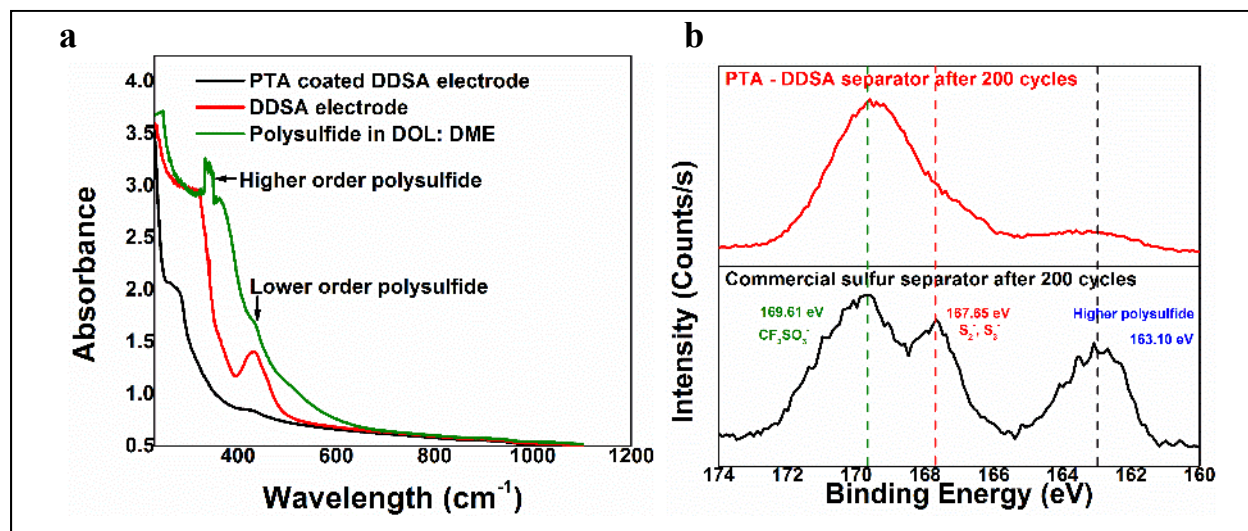 a
4.0
3.5
3.0
2.5
2.0
1.5
1.0
0.5
Absorbance
PTA coated DDSA electrode
DDSA electrode
Polysulfide in DOL: DME
Higher order polysulfide
Lower order polysulfide
400 600 800 1000 1200
Wavelength (cm⁻¹)
b
Intensity (Counts/s)
PTA - DDSA separator after 200 cycles
Commercial sulfur separator after 200 cycles
169.61 eV
CF₃SO₃⁻
167.65 eV
S₂⁻, S₃⁻
Higher polysulfide
163.10 eV
174 172 170 168 166 164 162 160
Binding Energy (eV)